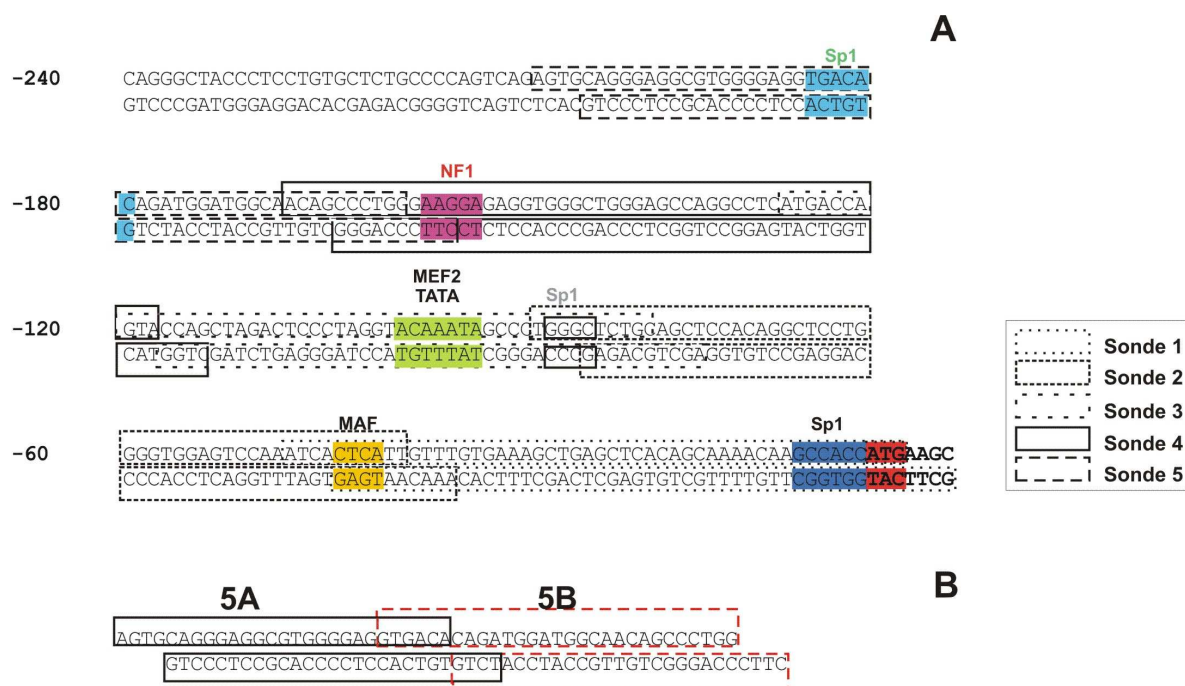 A
Sp1
-240 CAGGGCTACCCTCCTGTGCTCTGCCCCAGTCAGAGTGCAGGGAGGCGTGGGGAGGTGACA
GTCCCGATGGGAGGACACGAGACGGGGTCAGTCTCACGTCCCTCCGCACCCCTCCACTGT
NF1
-180 CAGATGGATGGCAACAGCCCTGGGAAGGAGAGGTGGGCTGGGAGCCAGGCCTCATGACCA
GTCTACCTACCGTTGTCGGGACCCTTCCTCTCCACCCGACCCTCGGTCCGGAGTACTGGT
MEF2
TATA
Sp1
-120 GTACCAGCTAGACTCCCTAGGTACAAATAGCCCTGGGCTCTGGAGCTCCACAGGCTCCTG
CATGGTCGATCTGAGGGATCCATGTTTATCGGGACCCGAGACGTCGAGGTGTCCGAGGAC
MAF
Sp1
-60 GGGTGGAGTCCAAATCACTCATTGTTTGTGAAAGCTGAGCTCACAGCAAAACAAGCCACCATGAAGC
CCCACCTCAGGTTTAGTGAGTAACAAACACTTTCGACTCGAGTGTCGTTTTGTTCGGTGGTACTTCG
Sonde 1
Sonde 2
Sonde 3
Sonde 4
Sonde 5
B
5A 5B
AGTGCAGGGAGGCGTGGGGAGGTGACACAGATGGATGGCAACAGCCCTGG
GTCCCTCCGCACCCCTCCACTGTGTCTACCTACCGTTGTCGGGACCCTTC